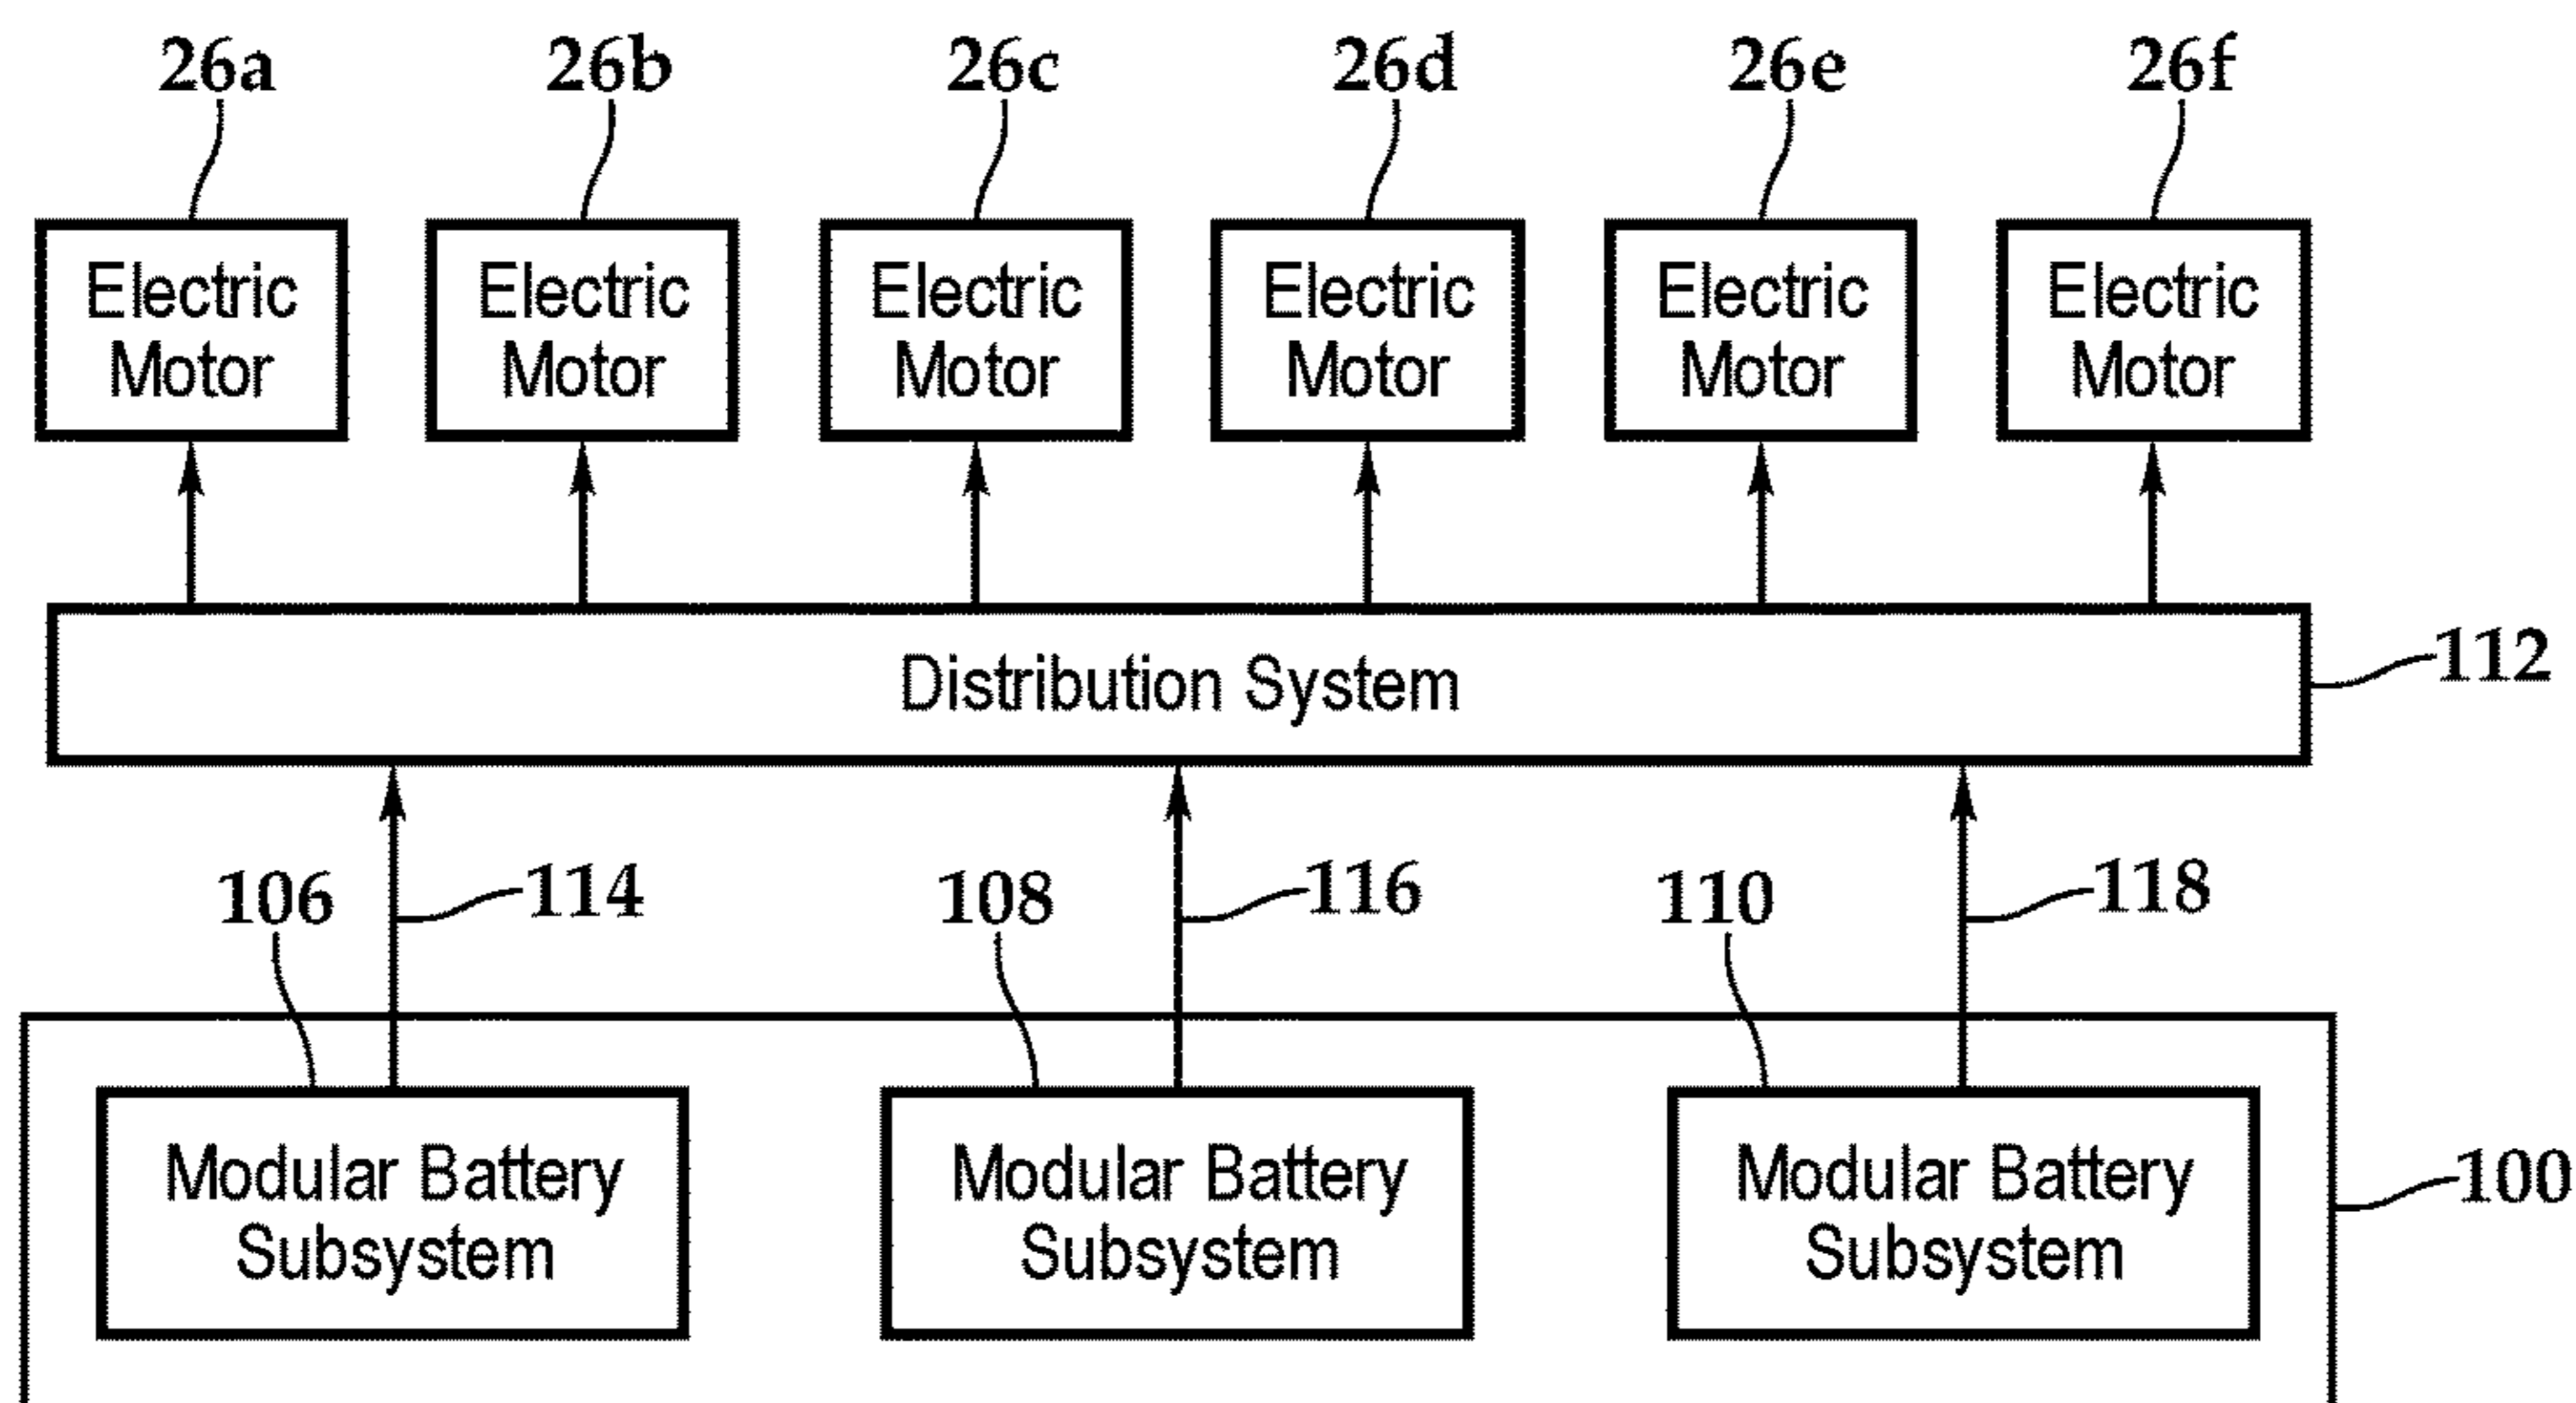 26a 26b 26c 26d 26e 26f
Electric Electric Electric Electric Electric Electric
Motor Motor Motor Motor Motor Motor
Distribution System
112
106 114 108 116 110 118
Modular Battery Modular Battery Modular Battery
Subsystem Subsystem Subsystem
100